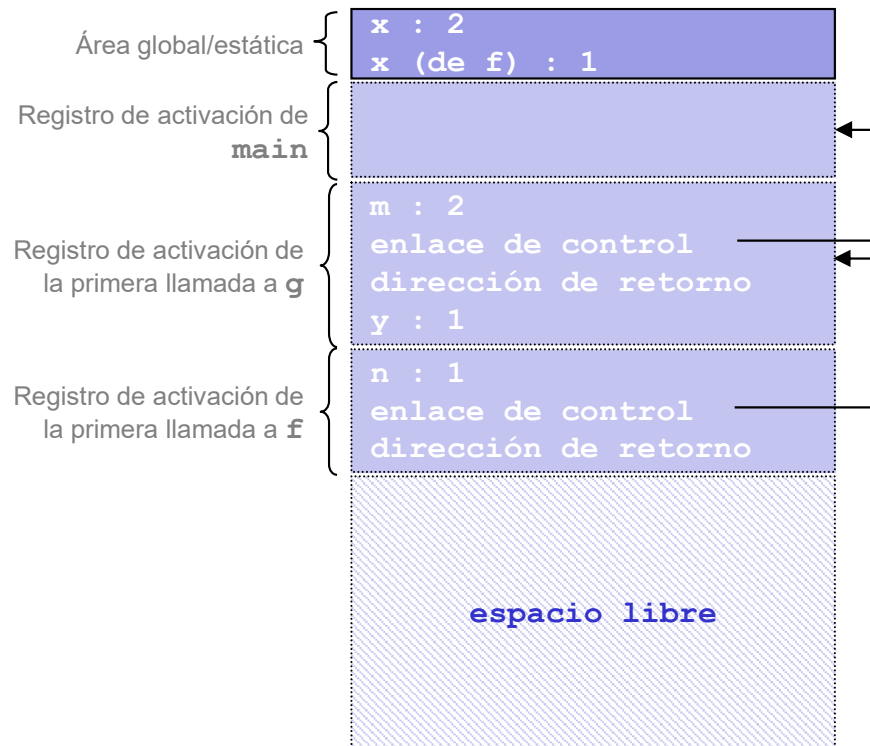 Área global/estática
x : 2
x (de f) : 1
Registro de activación de
main
Registro de activación de
la primera llamada a g
m : 2
enlace de control
dirección de retorno
y : 1
Registro de activación de
la primera llamada a f
n : 1
enlace de control
dirección de retorno
espacio libre